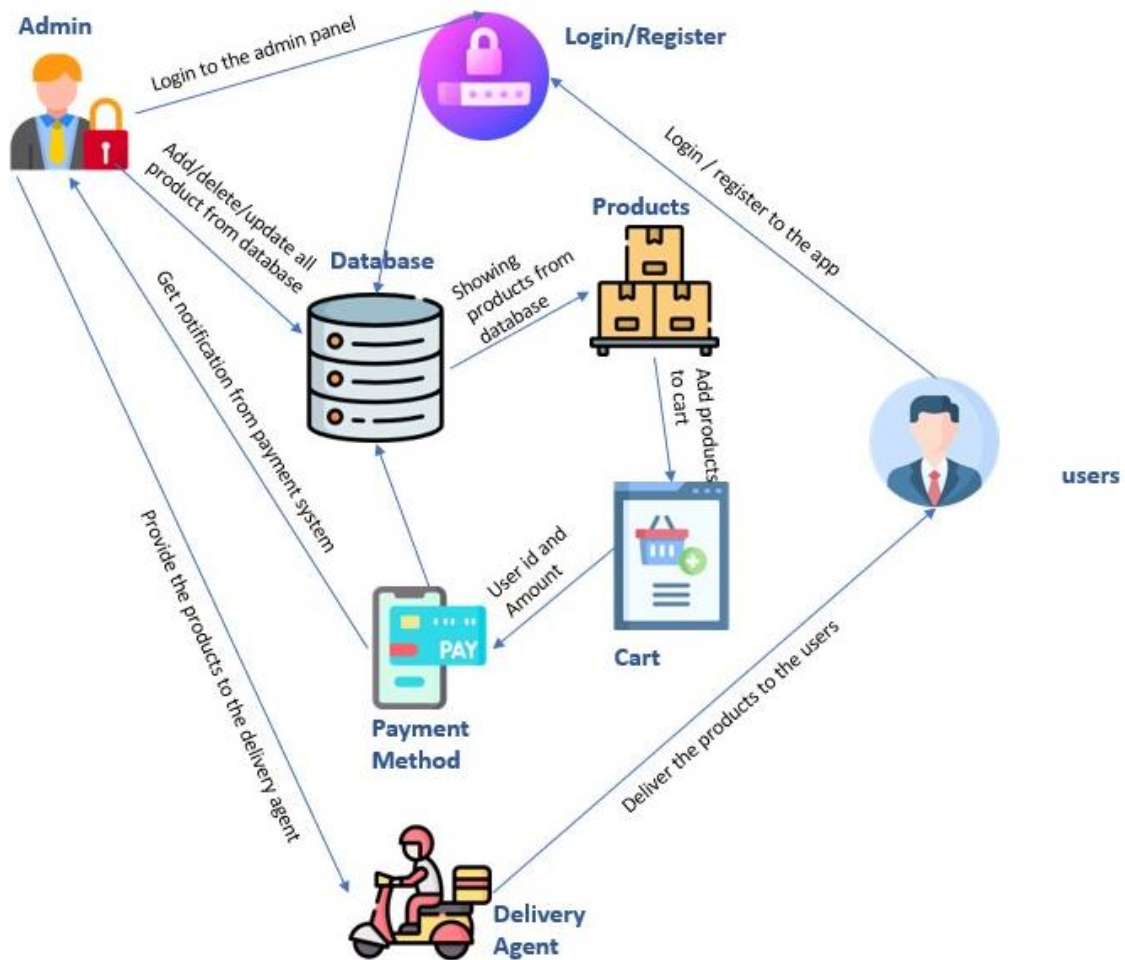 Admin
Login to the admin panel
Login/Register
Login / register to the app
Add/delete/update all
product from database
Products
Database
Showing
products from
database
Get notification from payment system
Add products
to cart
users
User id and
Amount
PAY
Cart
Provide the products to the delivery agent
Payment
Method
Deliver the products to the users
Delivery
Agent